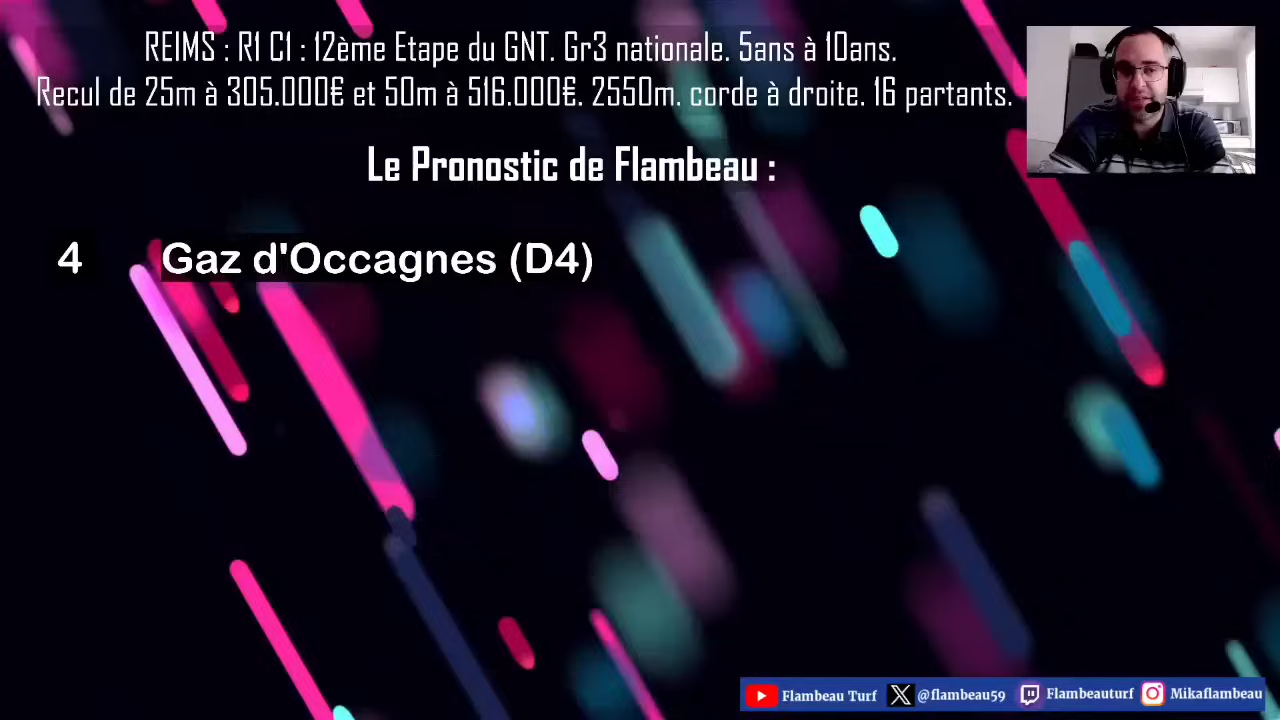 REIMS : R1 C1 : 12ème Etape du GNT. Gr3 nationale. 5ans à 10ans.
Recul de 25m à 305.000€ et 50m à 516.000€. 2550m. corde à droite. 16 partants.
Le Pronostic de Flambeau :
4 Gaz d'Occagnes (D4)
Flambeau Turf @flambeau59 Flambeauturf Mikaflambeau